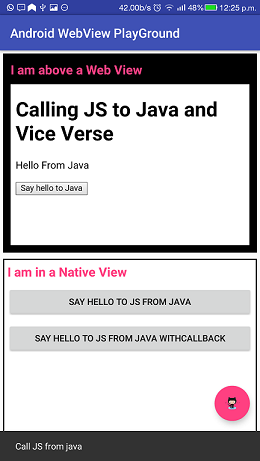 42.00b/s 48% 12:25 p.m.
Android WebView PlayGround
I am above a Web View
Calling JS to Java and
Vice Verse
Hello From Java
Say hello to Java
I am in a Native View
SAY HELLO TO JS FROM JAVA
SAY HELLO TO JS FROM JAVA WITHCALLBACK
Call JS from java